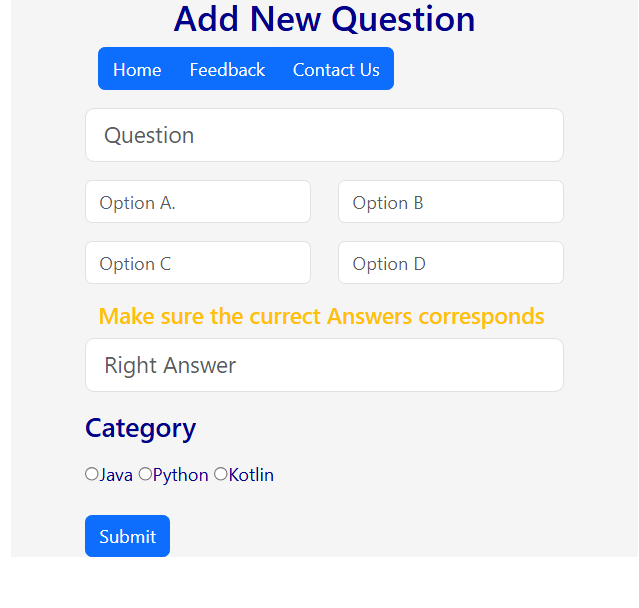 Add New Question
Home Feedback Contact Us
Question
Option A. Option B
Option C Option D
Make sure the currect Answers corresponds
Right Answer
Category
Java Python Kotlin
Submit